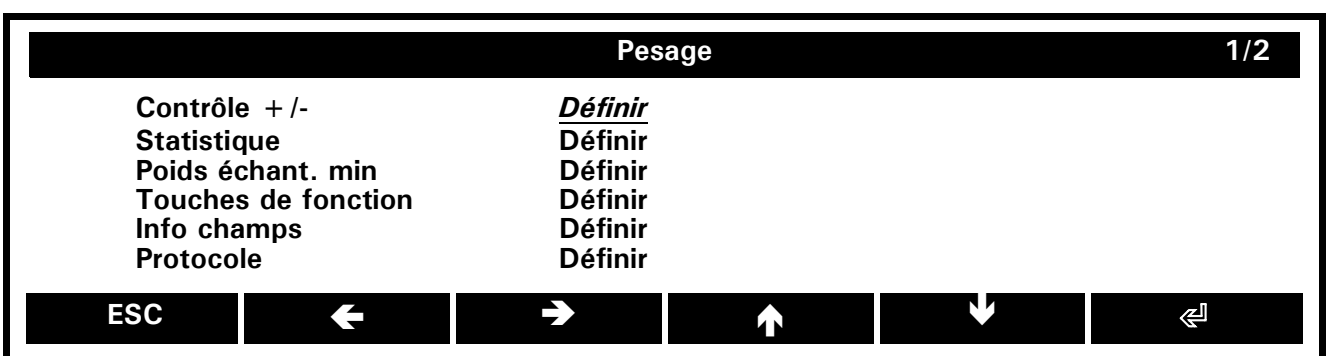 Pesage 1/2
Contrôle +/- Définir
Statistique Définir
Poids échant. min Définir
Touches de fonction Définir
Info champs Définir
Protocole Définir
ESC ← → ↑ ↓ ↵